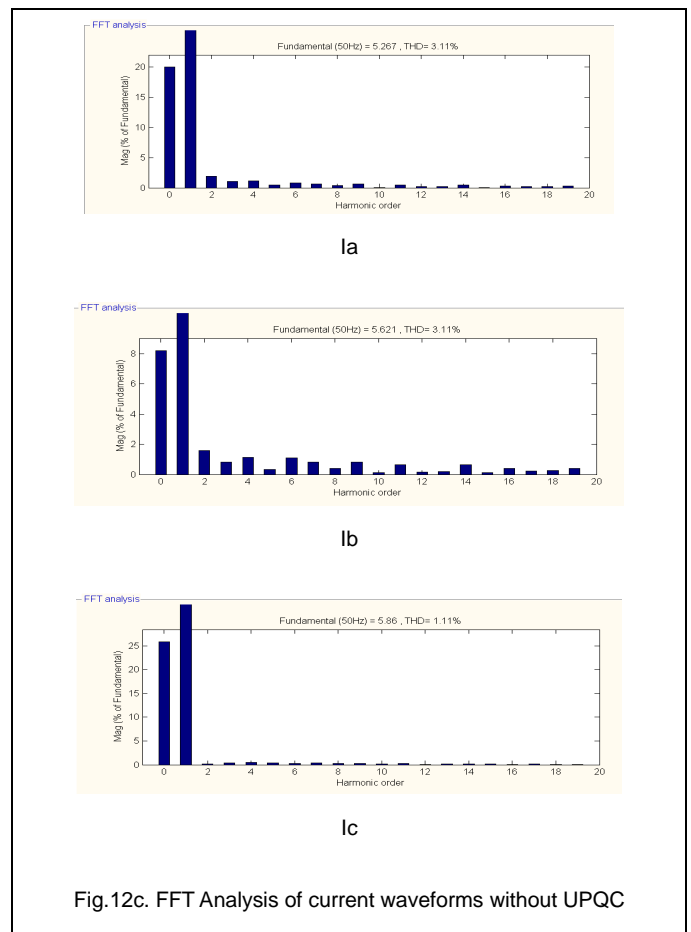 FFT analysis
Fundamental (50Hz) = 5.267 , THD= 3.11%
Mag (% of Fundamental)
20
15
10
5
0
0 2 4 6 8 10 12 14 16 18 20
Harmonic order
Ia
FFT analysis
Fundamental (50Hz) = 5.621 , THD= 3.11%
Mag (% of Fundamental)
8
6
4
2
0
0 2 4 6 8 10 12 14 16 18 20
Harmonic order
Ib
FFT analysis
Fundamental (50Hz) = 5.86 , THD= 1.11%
Mag (% of Fundamental)
25
20
15
10
5
0
0 2 4 6 8 10 12 14 16 18 20
Harmonic order
Ic
Fig.12c. FFT Analysis of current waveforms without UPQC